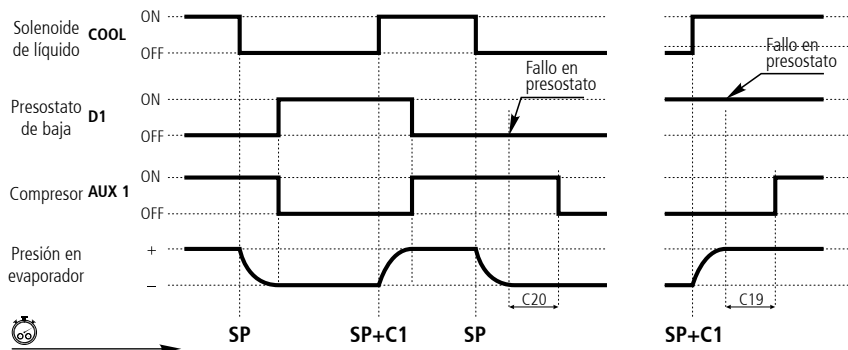 Solenoide
de líquido
COOL
ON
OFF
Fallo en
presostato
Fallo en
presostato
Presostato
de baja
D1
ON
OFF
Compresor AUX 1
ON
OFF
Presión en
evaporador
+
–
C20
C19
SP
SP+C1
SP
SP+C1